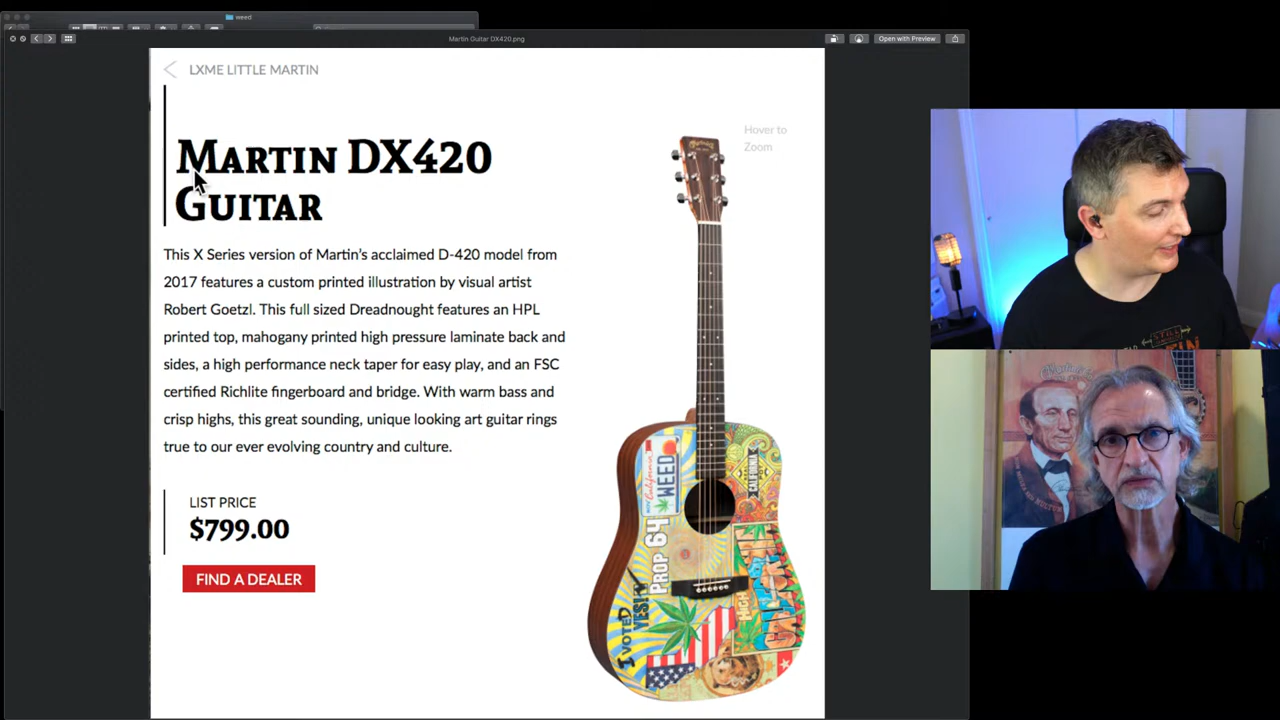 weed
Martin Guitar DX420.png
Open with Preview
LXME LITTLE MARTIN
Hover to
Zoom
MARTIN DX420
GUITAR
This X Series version of Martin's acclaimed D-420 model from
2017 features a custom printed illustration by visual artist
Robert Goetzl. This full sized Dreadnought features an HPL
printed top, mahogany printed high pressure laminate back and
sides, a high performance neck taper for easy play, and an FSC
certified Richlite fingerboard and bridge. With warm bass and
crisp highs, this great sounding, unique looking art guitar rings
true to our ever evolving country and culture.
LIST PRICE
$799.00
FIND A DEALER
California
WEED
CALIFORNIA
PROP 64
I VOTED
YES!
HIGH